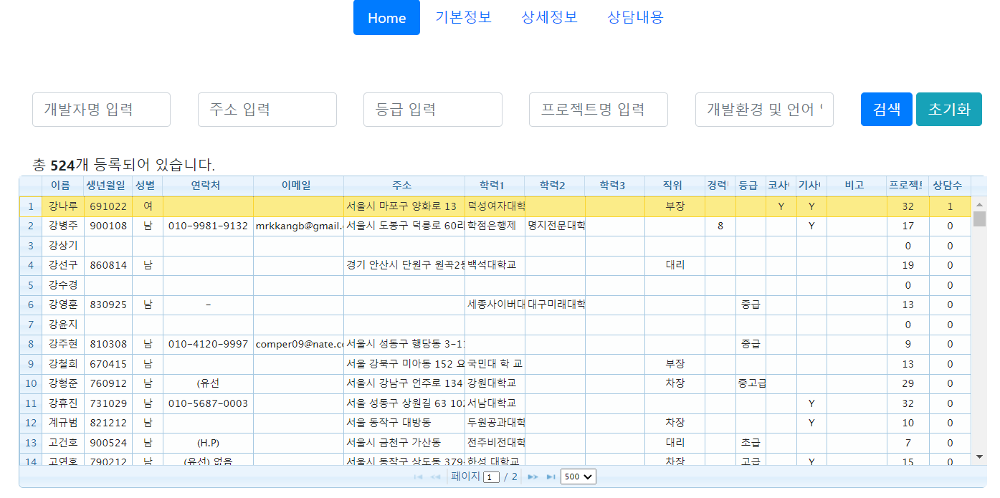 Home 기본정보 상세정보 상담내용
개발자명 입력 주소 입력 등급 입력 프로젝트명 입력 개발환경 및 언어 검색 초기화
총 524개 등록되어 있습니다.
이름 생년월일 성별 연락처 이메일 주소 학력1 학력2 학력3 직위 경력 등급 코사 기사 비고 프로젝트 상담수
1 강나루 691022 여 서울시 마포구 양화로 13 덕성여자대학 부장 Y Y 32 1
2 강병주 900108 남 010-9981-9132 mrkkangb@gmail. 서울시 도봉구 덕릉로 60 학점은행제 명지전문대학 8 Y 17 0
3 강상기 0 0
4 강선구 860814 남 경기 안산시 단원구 원곡2동 백석대학교 대리 19 0
5 강수경 0 0
6 강영훈 830925 남 - 세종사이버대 대구미래대학 중급 13 0
7 강윤지 0 0
8 강주현 810308 남 010-4120-9997 comper09@nate.co 서울시 성동구 행당동 3-11 중급 9 0
9 강철희 670415 남 서울 강북구 미아동 152 요 국민대 학 교 부장 13 0
10 강형준 760912 남 (유선 서울시 강남구 언주로 134 강원대학교 차장 중고급 29 0
11 강휴진 731029 남 010-5687-0003 서울 성동구 상원길 63 102 서남대학교 Y 32 0
12 계규범 821212 남 서울 동작구 대방동 두원공과대학 차장 Y 10 0
13 고건호 900524 남 (H.P) 서울시 금천구 가산동 전주비전대학 대리 초급 7 0
14 고연호 790212 남 (유선) 없음 서울시 동작구 상도동 379 한성 대학교 차장 고급 Y 15 0
페이지 1 / 2 500